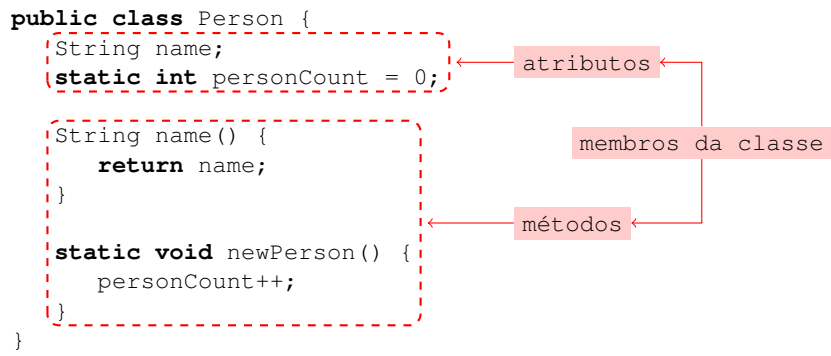 public class Person {
String name;
static int personCount = 0;
atributos
String name() {
membros da classe
return name;
}
métodos
static void newPerson() {
personCount++;
}
}